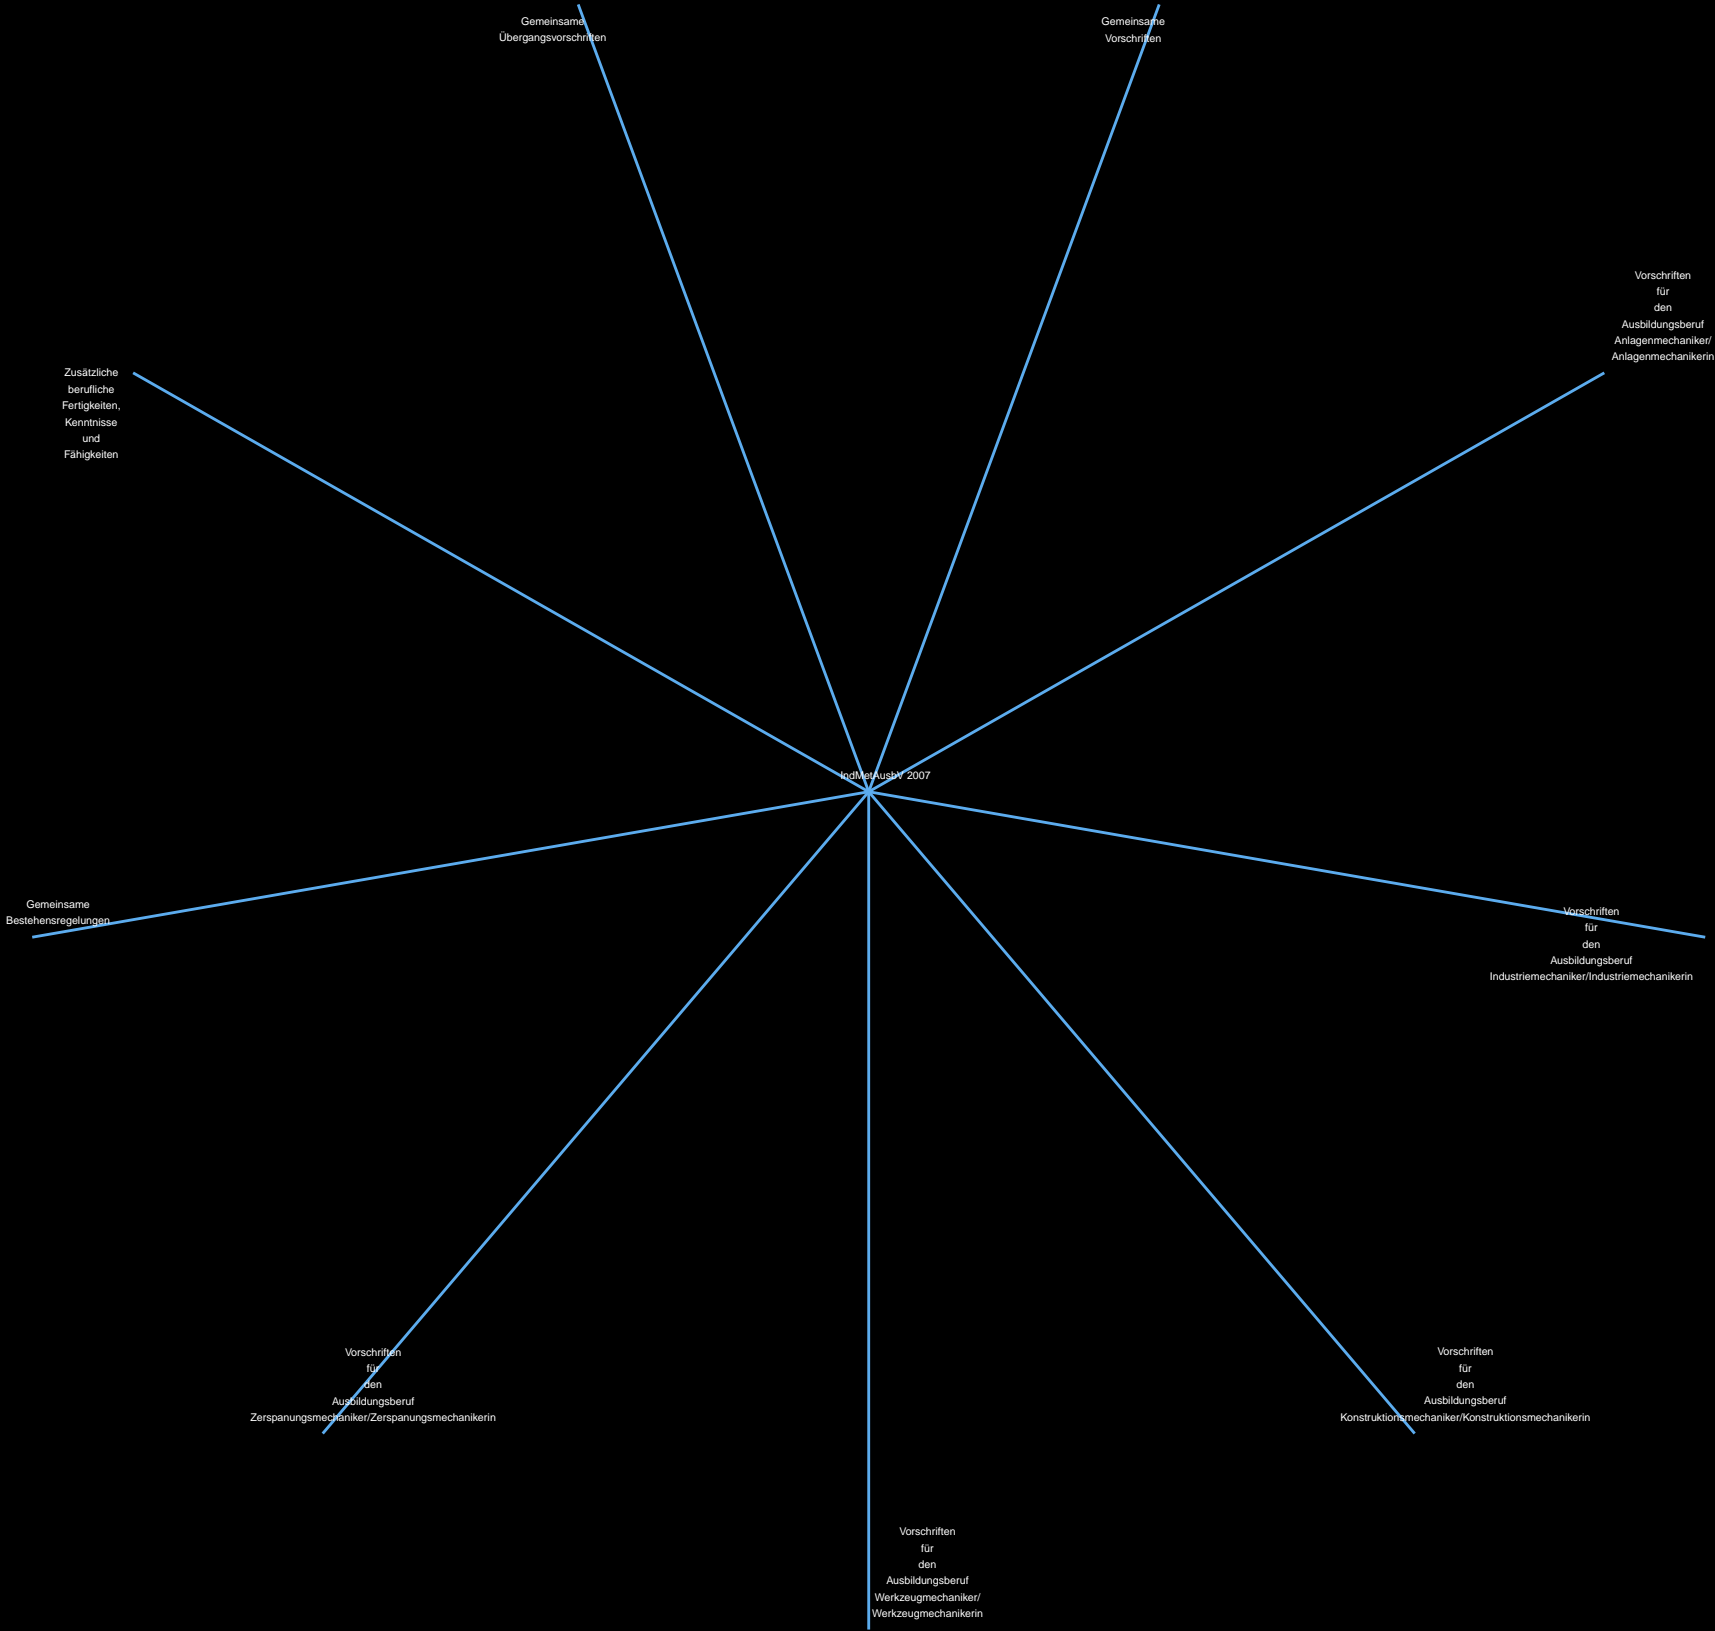 Gemeinsame
Übergangsvorschriften
Gemeinsame
Vorschriften
Vorschriften
für
den
Ausbildungsberuf
Anlagenmechaniker/
Anlagenmechanikerin
Zusätzliche
berufliche
Fertigkeiten,
Kenntnisse
und
Fähigkeiten
IndMetAusbV 2007
Gemeinsame
Bestehensregelungen
Vorschriften
für
den
Ausbildungsberuf
Industriemechaniker/Industriemechanikerin
Vorschriften
für
den
Ausbildungsberuf
Zerspanungsmechaniker/Zerspanungsmechanikerin
Vorschriften
für
den
Ausbildungsberuf
Konstruktionsmechaniker/Konstruktionsmechanikerin
Vorschriften
für
den
Ausbildungsberuf
Werkzeugmechaniker/
Werkzeugmechanikerin